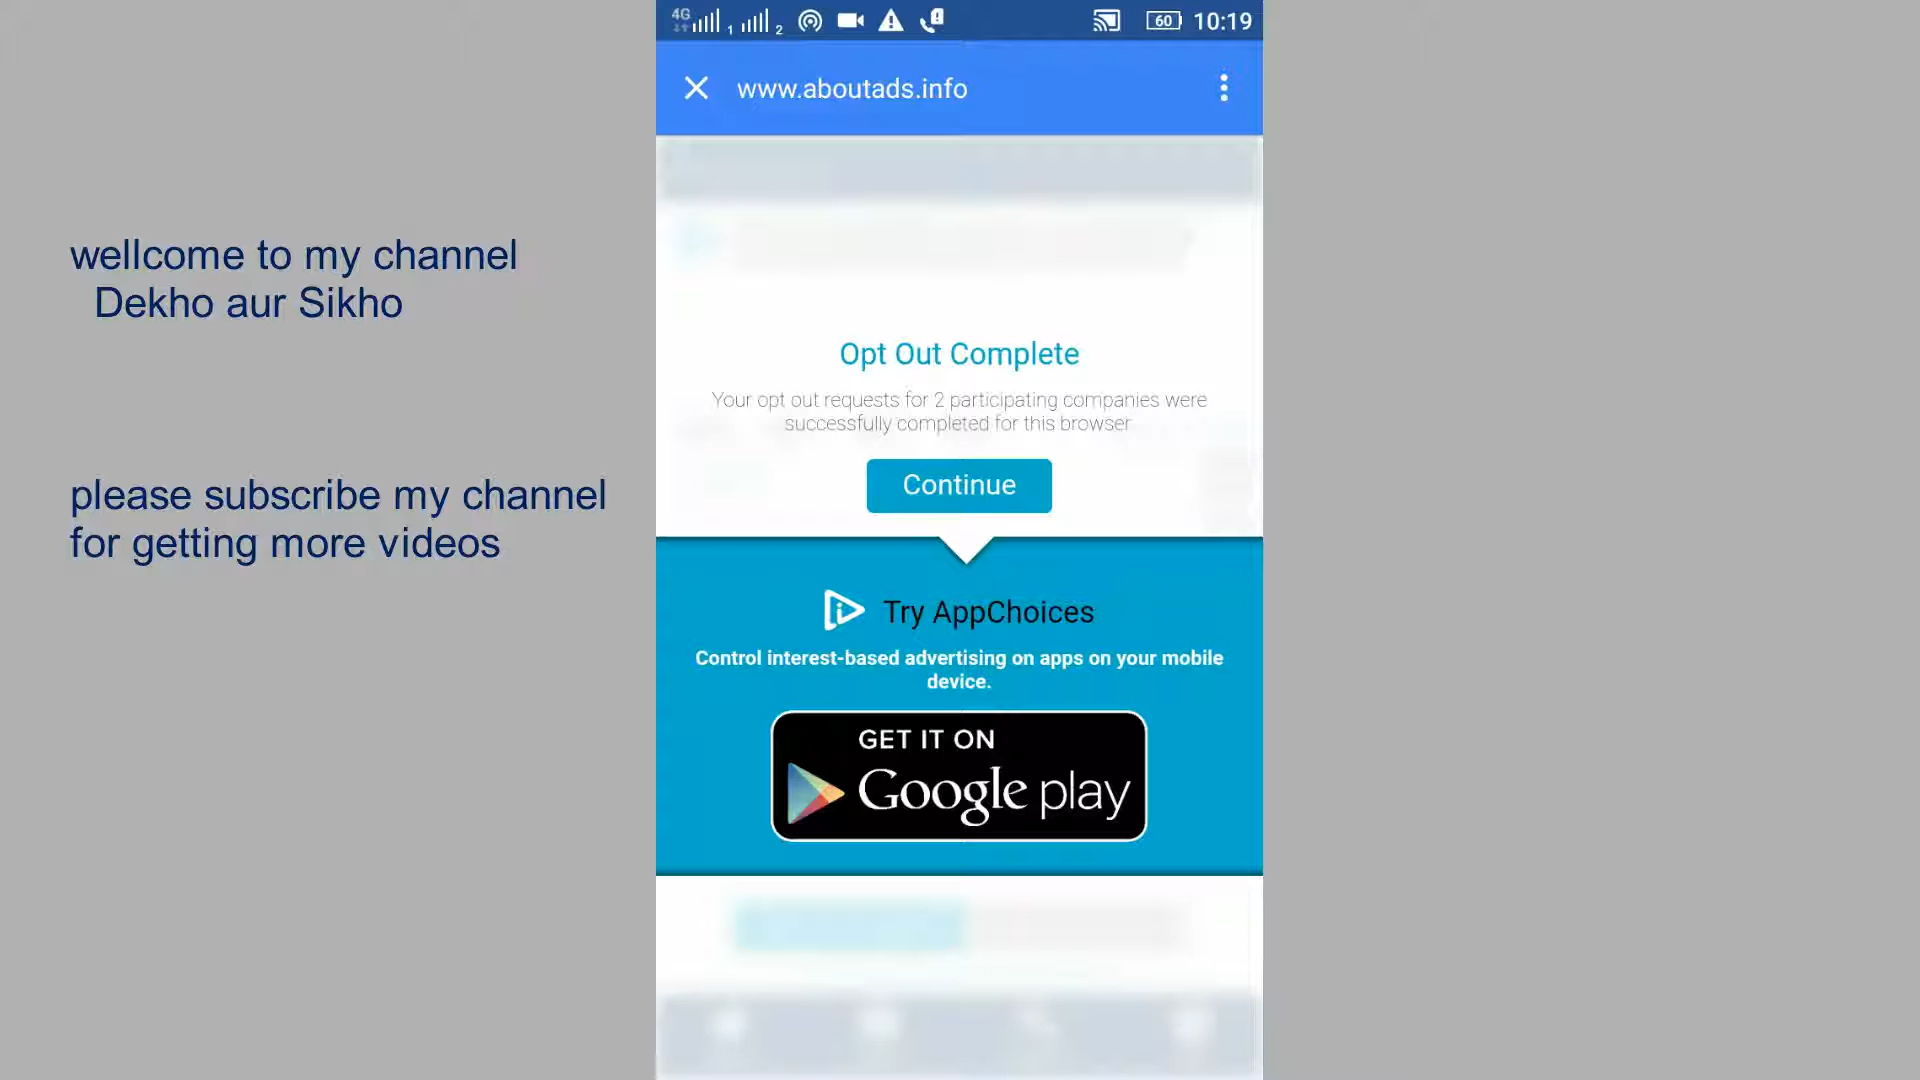 4G 1 2 60 10:19
www.aboutads.info
wellcome to my channel
Dekho aur Sikho
please subscribe my channel
for getting more videos
Opt Out Complete
Your opt out requests for 2 participating companies were
successfully completed for this browser
Continue
Try AppChoices
Control interest-based advertising on apps on your mobile
device.
GET IT ON
Google play